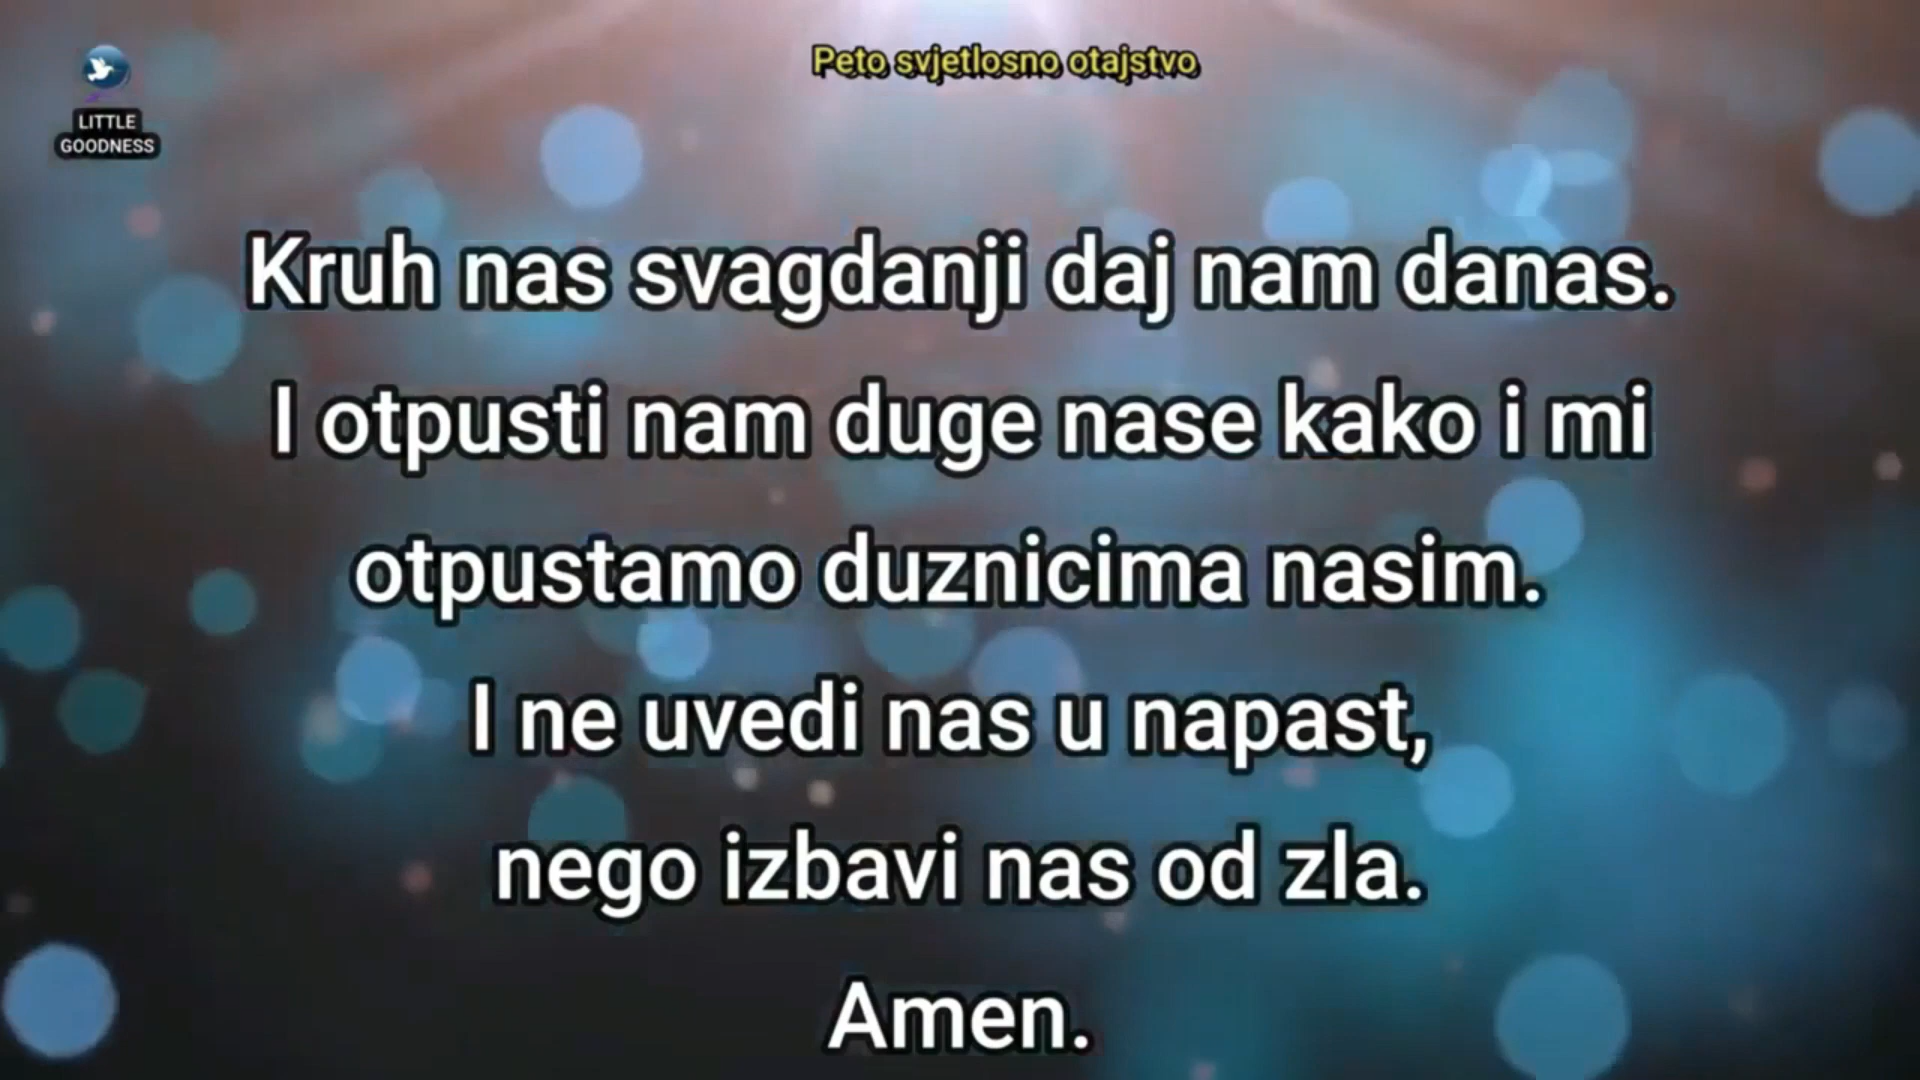 Peto svjetlosno otajstvo
LITTLE
GOODNESS
Kruh nas svagdanji daj nam danas.
I otpusti nam duge nase kako i mi
otpustamo duznicima nasim.
I ne uvedi nas u napast,
nego izbavi nas od zla.
Amen.